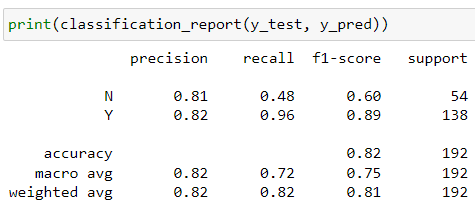 print(classification_report(y_test, y_pred))
precision recall f1-score support
N 0.81 0.48 0.60 54
Y 0.82 0.96 0.89 138
accuracy 0.82 192
macro avg 0.82 0.72 0.75 192
weighted avg 0.82 0.82 0.81 192